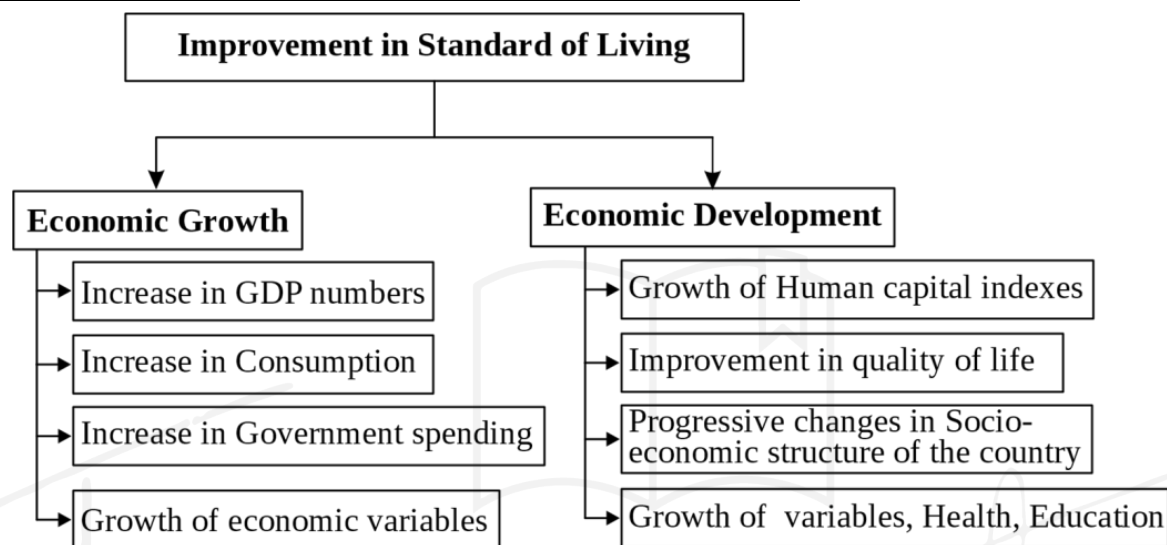 Improvement in Standard of Living
Economic Growth
Increase in GDP numbers
Increase in Consumption
Increase in Government spending
Growth of economic variables
Economic Development
Growth of Human capital indexes
Improvement in quality of life
Progressive changes in Socio-
economic structure of the country
Growth of variables, Health, Education